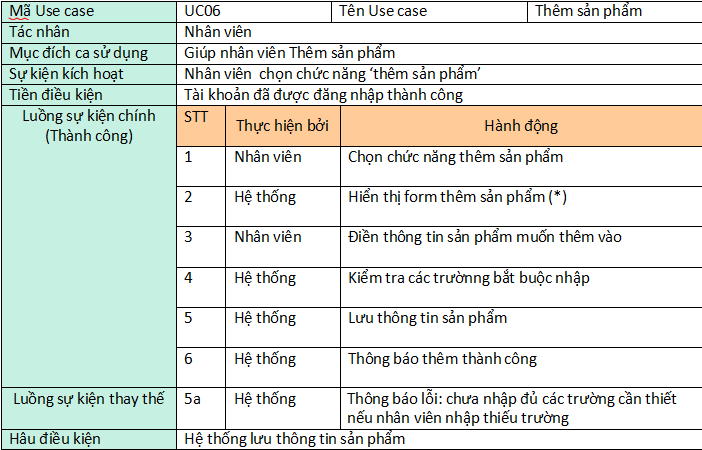 Mã Use case UC06 Tên Use case Thêm sản phẩm
Tác nhân Nhân viên
Mục đích ca sử dụng Giúp nhân viên Thêm sản phẩm
Sự kiện kích hoạt Nhân viên chọn chức năng ‘thêm sản phẩm’
Tiền điều kiện Tài khoản đã được đăng nhập thành công
Luồng sự kiện chính
(Thành công)
STT Thực hiện bởi Hành động
1 Nhân viên Chọn chức năng thêm sản phẩm
2 Hệ thống Hiển thị form thêm sản phẩm (*)
3 Nhân viên Điền thông tin sản phẩm muốn thêm vào
4 Hệ thống Kiểm tra các trườnng bắt buộc nhập
5 Hệ thống Lưu thông tin sản phẩm
6 Hệ thống Thông báo thêm thành công
Luồng sự kiện thay thế 5a Hệ thống Thông báo lỗi: chưa nhập đủ các trường cần thiết
nếu nhân viên nhập thiếu trường
Hâu điều kiện Hệ thống lưu thông tin sản phẩm